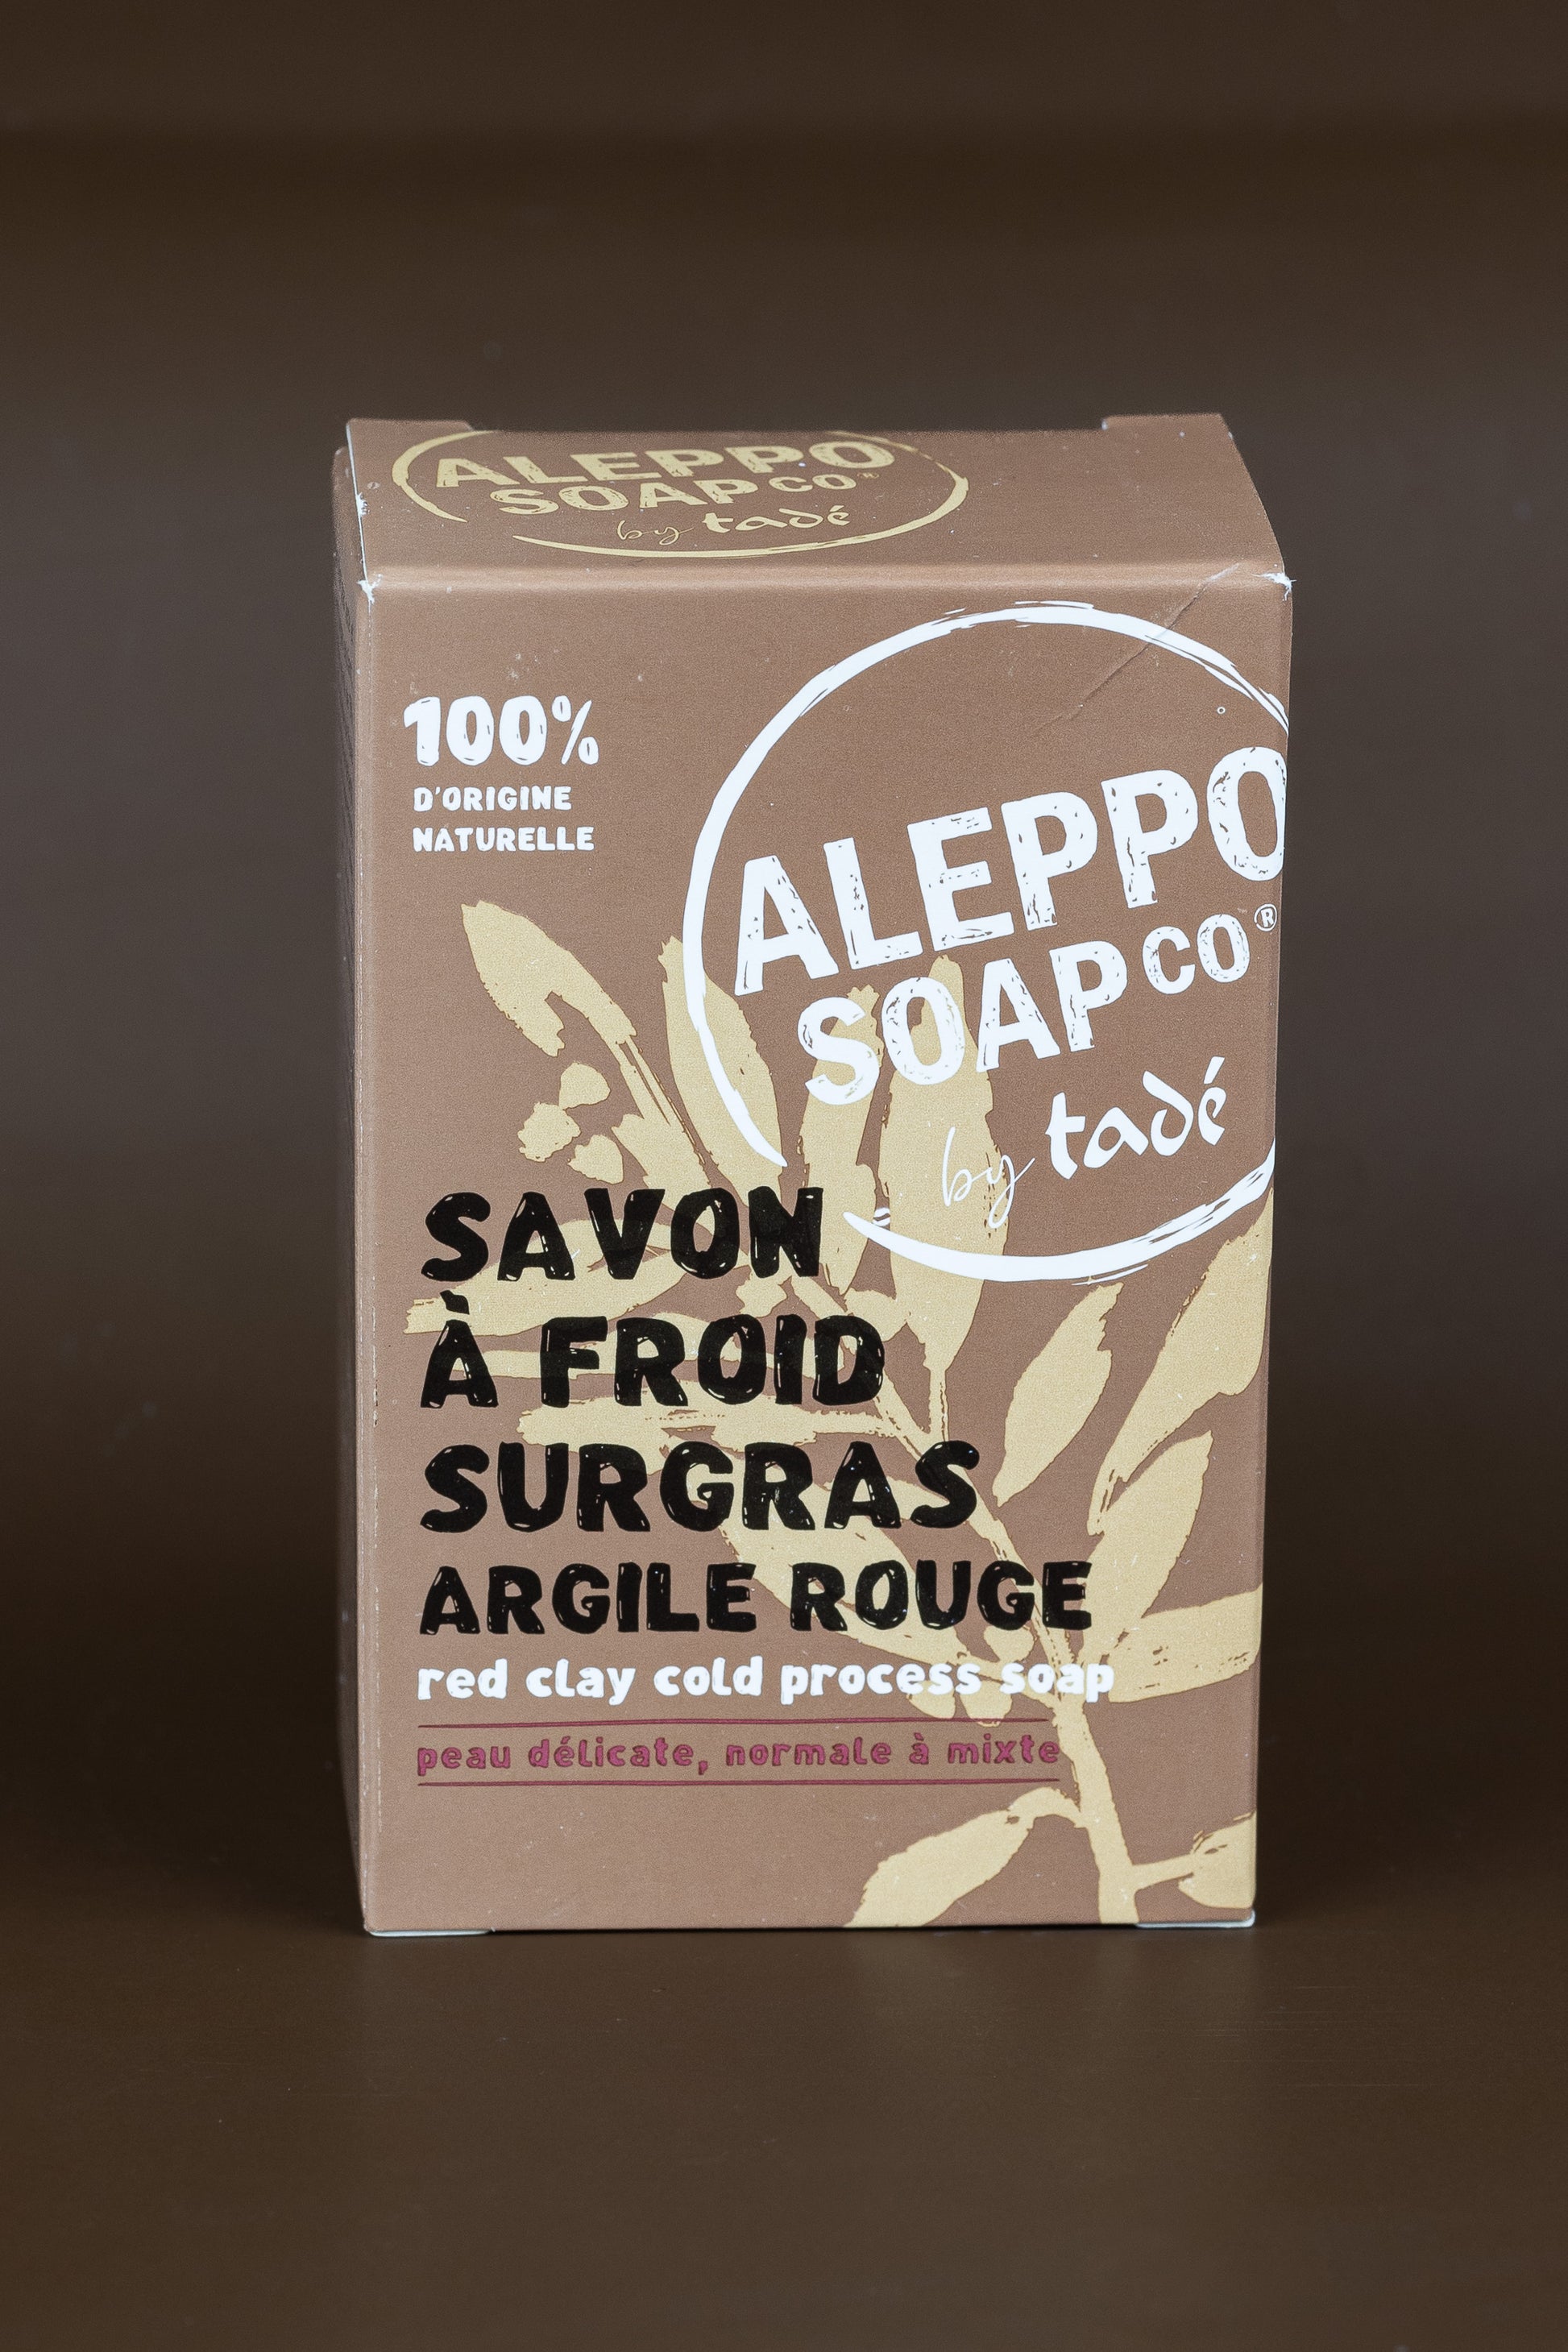 ALEPPO
SOAP CO®
by tadé
100%
D'ORIGINE
NATURELLE
ALEPPO
SOAP CO®
by tadé
SAVON
À FROID
SURGRAS
ARGILE ROUGE
red clay cold process soap
peau délicate, normale à mixte